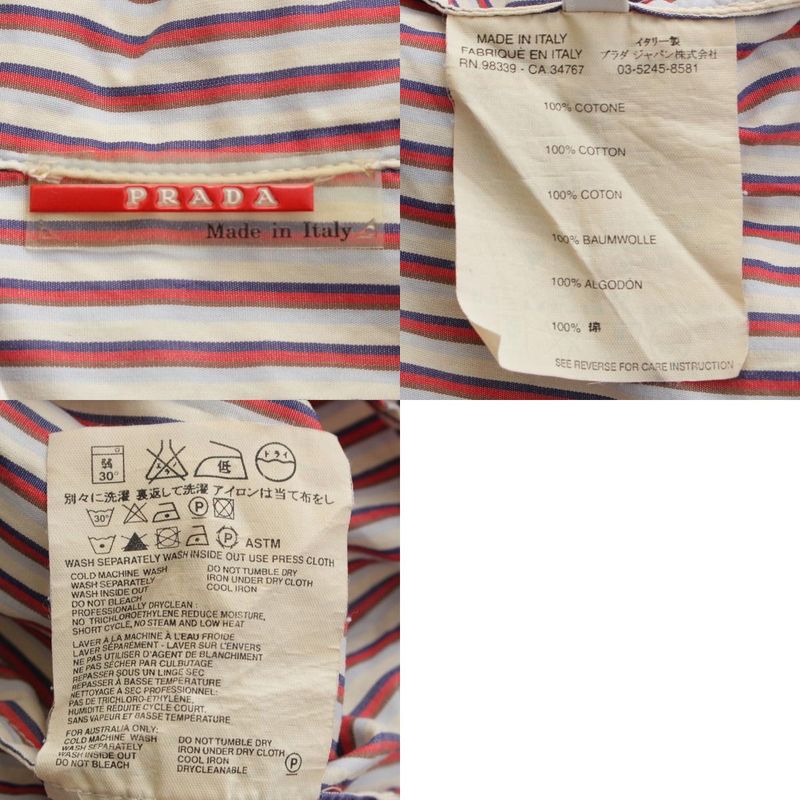 PRADA
Made in Italy
MADE IN ITALY
FABRIQUÉ EN ITALY
RN.98339 - CA.34767
イタリー製
プラダ ジャパン株式会社
03-5245-8581
100% COTONE
100% COTTON
100% COTON
100% BAUMWOLLE
100% ALGODÓN
100% 綿
SEE REVERSE FOR CARE INSTRUCTION
弱
30°
エンソ
低
ドライ
別々に洗濯 裏返して洗濯 アイロンは当て布をし
30° P
P ASTM
WASH SEPARATELY WASH INSIDE OUT USE PRESS CLOTH
COLD MACHINE WASH
WASH SEPARATELY
WASH INSIDE OUT
DO NOT BLEACH
DO NOT TUMBLE DRY
IRON UNDER DRY CLOTH
COOL IRON
PROFESSIONALLY DRYCLEAN :
NO TRICHLOROETHYLENE REDUCE MOISTURE,
SHORT CYCLE, NO STEAM AND LOW HEAT
LAVER À LA MACHINE À L'EAU FROIDE
LAVER SÉPAREMENT - LAVER SUR L'ENVERS
NE PAS UTILISER D'AGENT DE BLANCHIMENT
NE PAS SÉCHER PAR CULBUTAGE
REPASSER SOUS UN LINGE SEC
REPASSER À BASSE TEMPÉRATURE
NETTOYAGE À SEC PROFESSIONNEL:
PAS DE TRICHLORO-ETHYLÈNE,
HUMIDITÉ REDUITE CYCLE COURT,
SANS VAPEUR ET BASSE TEMPÉRATURE
FOR AUSTRALIA ONLY:
COLD MACHINE WASH
WASH SEPARATELY
WASH INSIDE OUT
DO NOT BLEACH
DO NOT TUMBLE DRY
IRON UNDER DRY CLOTH
COOL IRON
DRYCLEANABLE
P